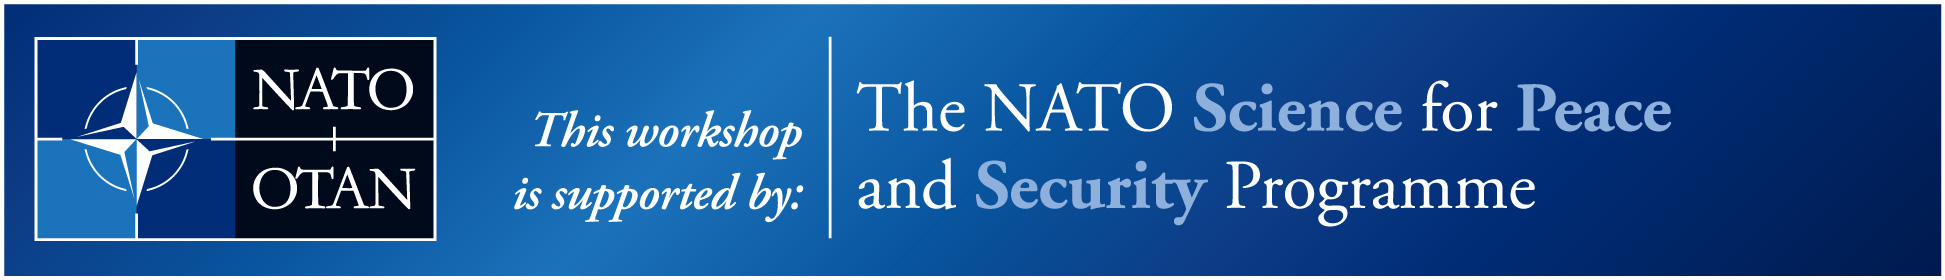 NATO
OTAN
This workshop
is supported by:
The NATO Science for Peace
and Security Programme